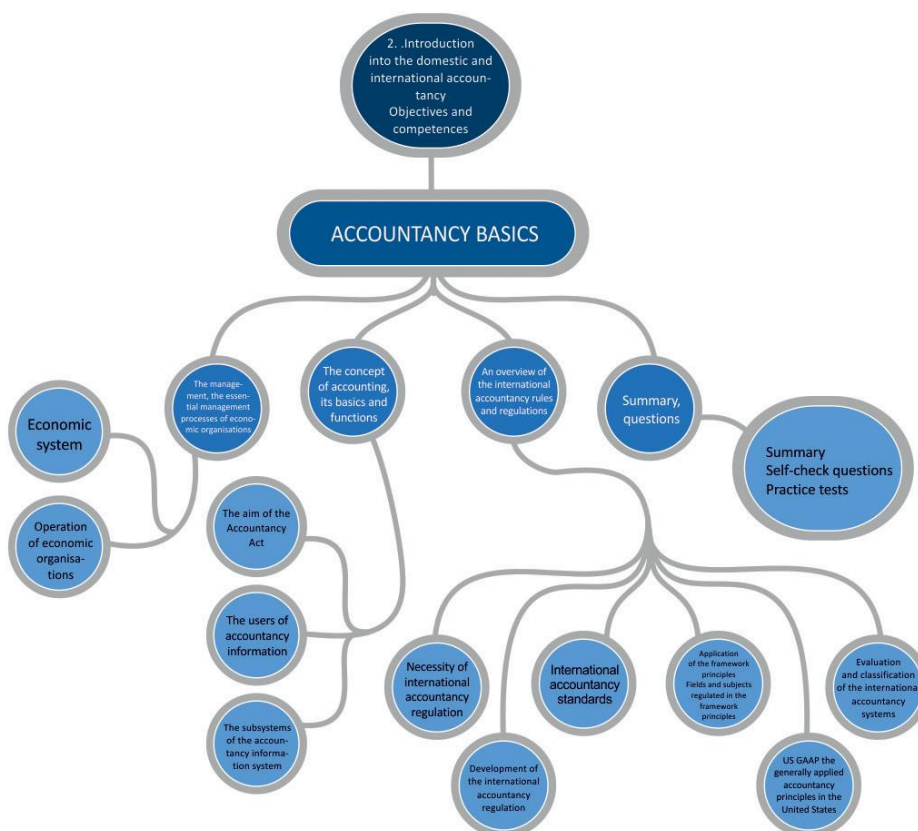 2. .Introduction
into the domestic and
international accoun-
tancy
Objectives and
competences
ACCOUNTANCY BASICS
The manage-
ment, the essen-
tial management
processes of econo-
mic organisations
The concept
of accounting,
its basics and
functions
An overview of
the international
accountancy rules
and regulations
Summary,
questions
Economic
system
Operation
of economic
organisa-
tions
The aim of the
Accountancy
Act
The users of
accountancy
information
The subsystems
of the accoun-
tancy informa-
tion system
Summary
Self-check questions
Practice tests
Necessity of
international
accountancy
regulation
Development of
the international
accountancy
regulation
International
accountancy
standards
Application
of the framework
principles
Fields and subjects
regulated in the
framework
principles
US GAAP the
generally applied
accountancy
principles in the
United States
Evaluation
and classification
of the international
accountancy
systems